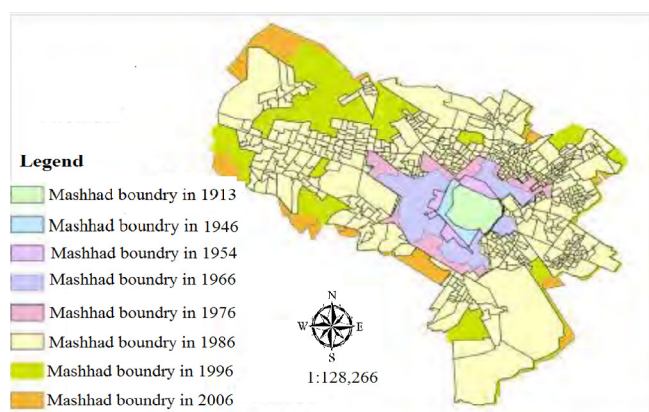 Legend
Mashhad boundry in 1913
Mashhad boundry in 1946
Mashhad boundry in 1954
Mashhad boundry in 1966
Mashhad boundry in 1976
Mashhad boundry in 1986
Mashhad boundry in 1996
Mashhad boundry in 2006
N
W E
S
1:128,266